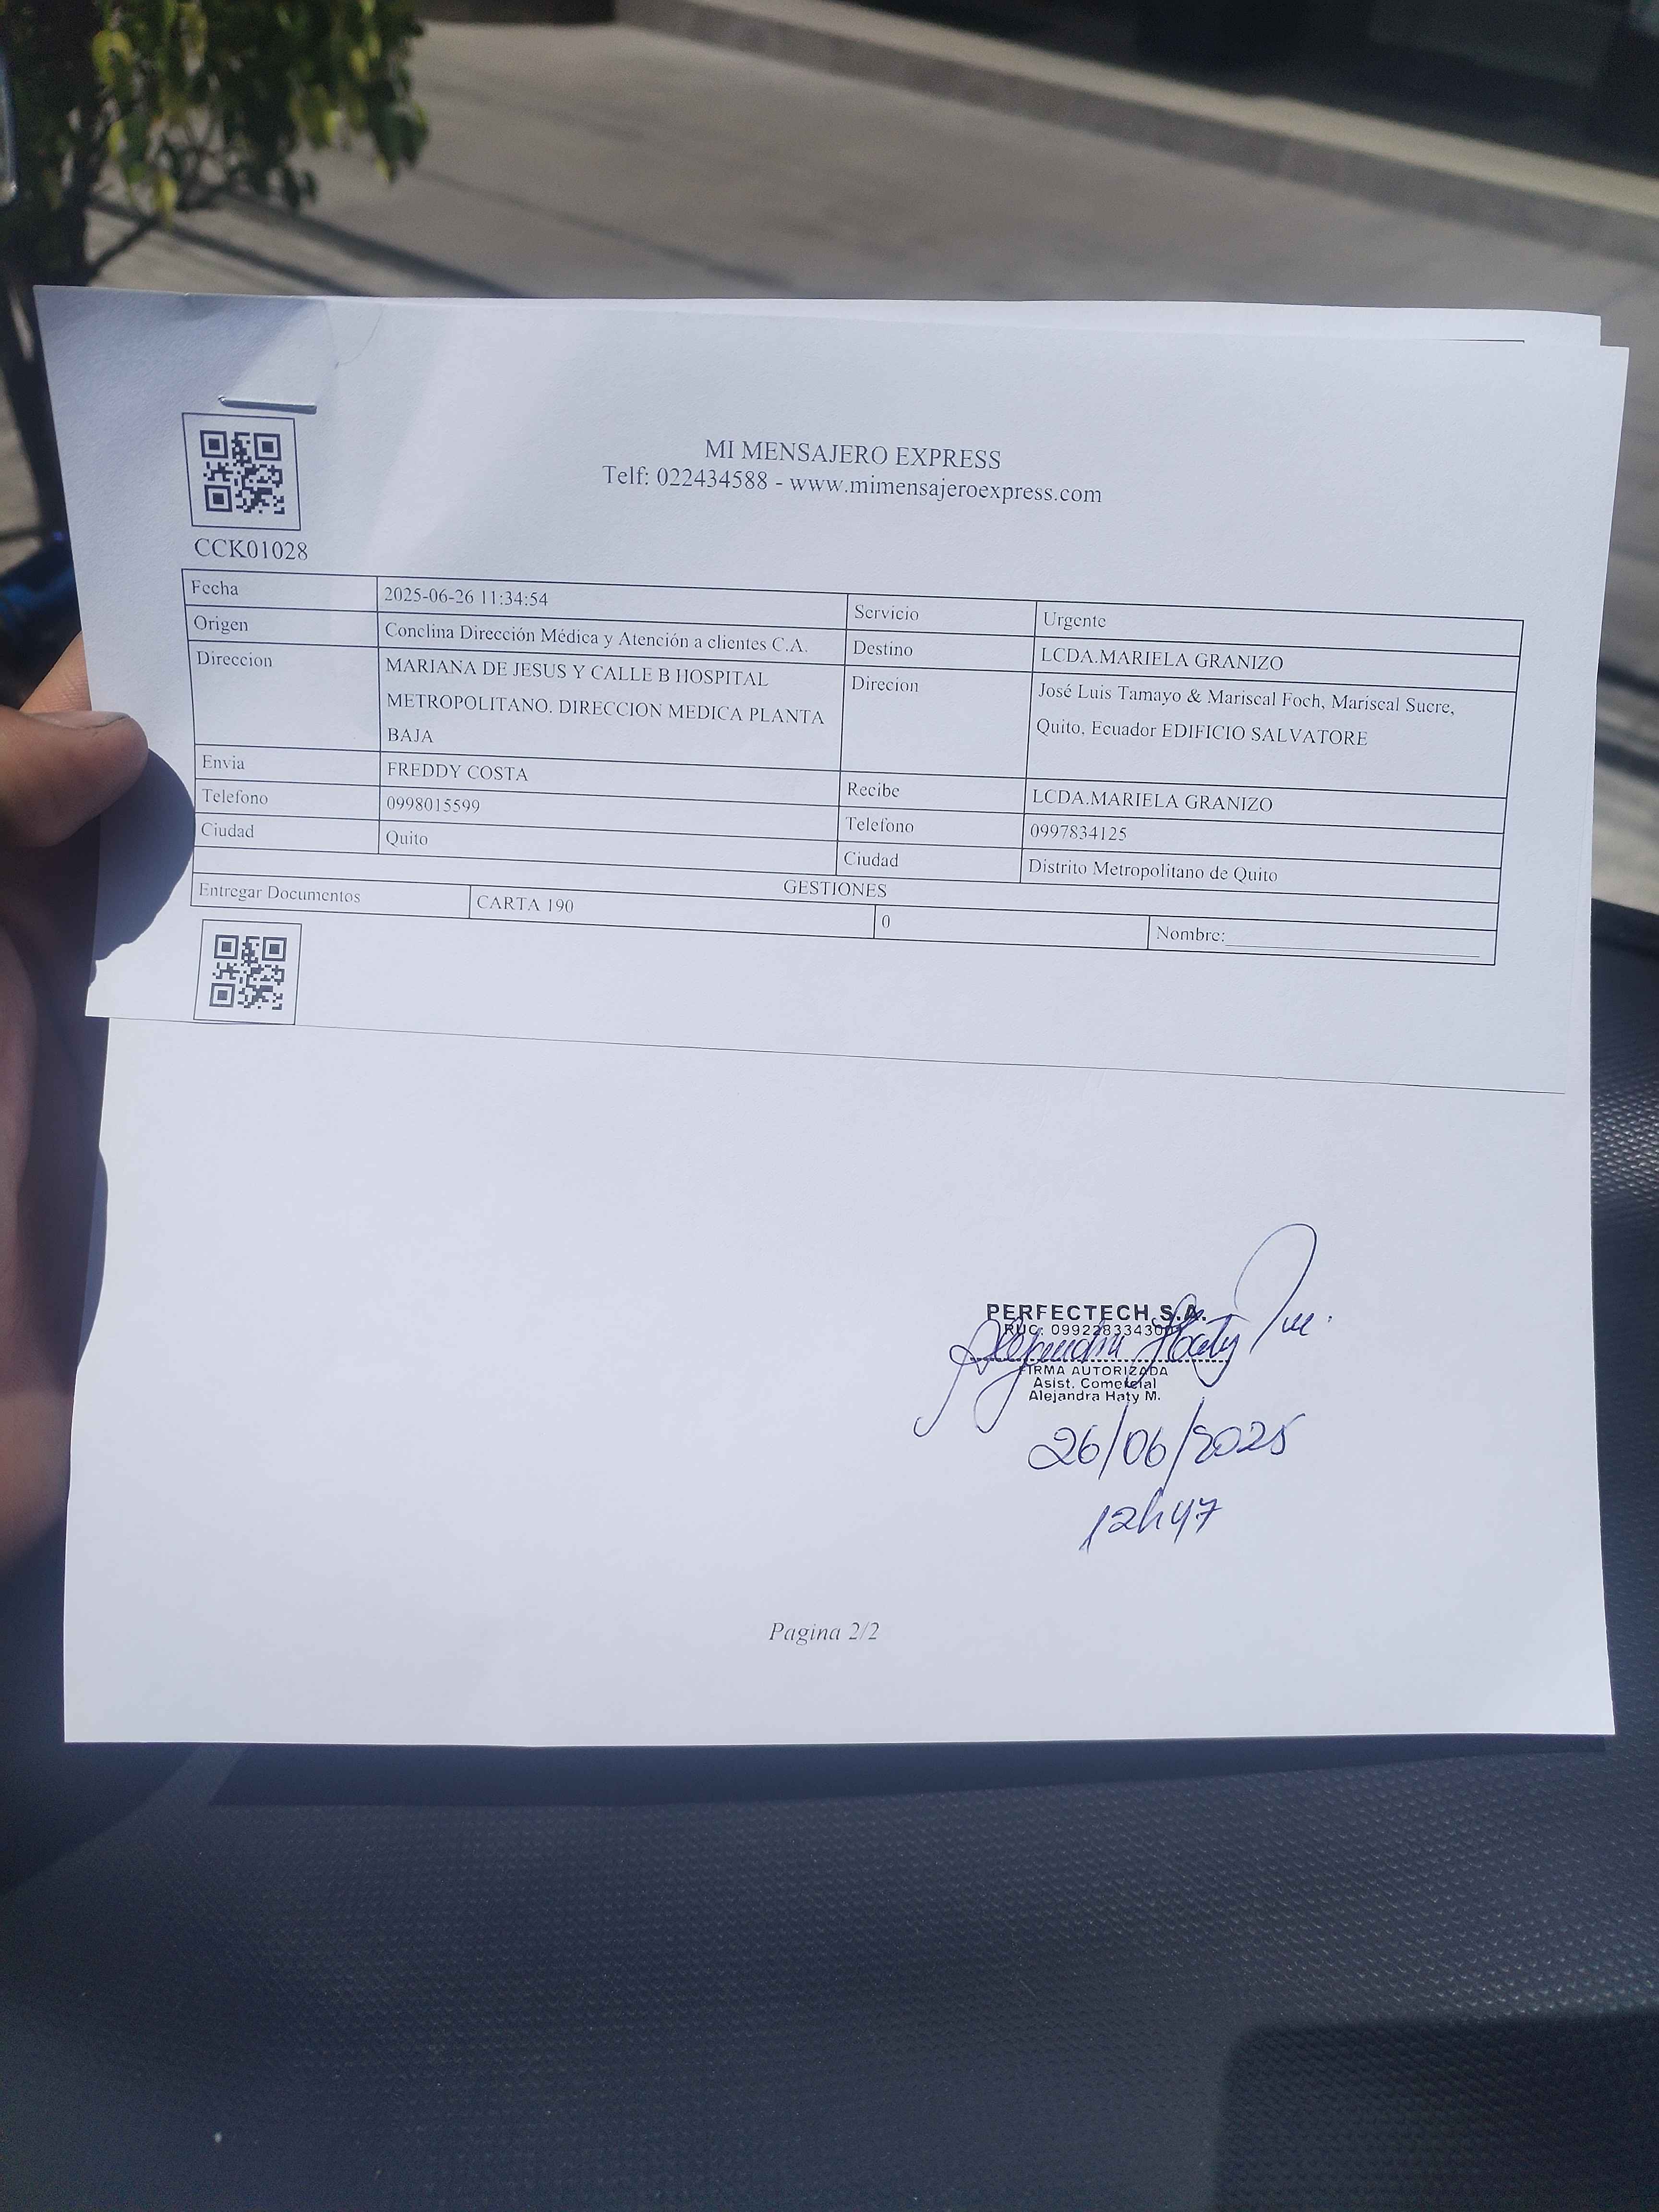 MI MENSAJERO EXPRESS
Telf: 022434588 - www.mimensajeroexpress.com
CCK01028
Fecha 2025-06-26 11:34:54 Servicio Urgente
Origen Conclina Dirección Médica y Atención a clientes C.A. Destino LCDA.MARIELA GRANIZO
Direccion MARIANA DE JESUS Y CALLE B HOSPITAL Direcion José Luis Tamayo & Mariscal Foch, Mariscal Sucre,
METROPOLITANO. DIRECCION MEDICA PLANTA Quito, Ecuador EDIFICIO SALVATORE
BAJA
Envia FREDDY COSTA Recibe LCDA.MARIELA GRANIZO
Telefono 0998015599 Telefono 0997834125
Ciudad Quito Ciudad Distrito Metropolitano de Quito
GESTIONES
Entregar Documentos CARTA 190 0 Nombre:
PERFECTECH S.A.
RUC:
Alejandra Haty M.
FIRMA AUTORIZADA
Asist. Comercial
Alejandra Haty M.
26/06/2025
12h47
Pagina 2/2